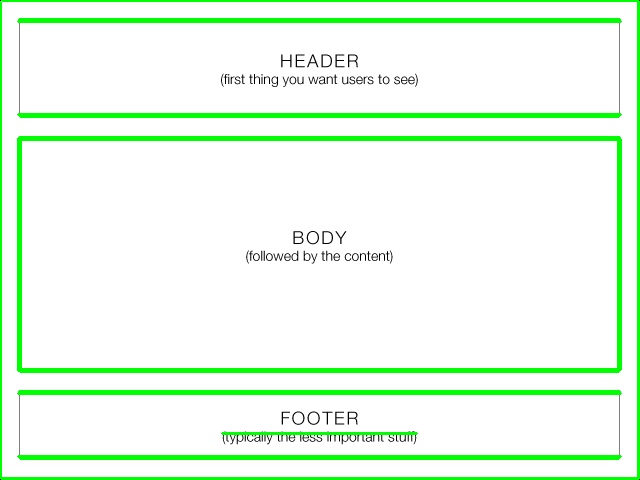 HEADER
(first thing you want users to see)
BODY
(followed by the content)
FOOTER
(typically the less important stuff)